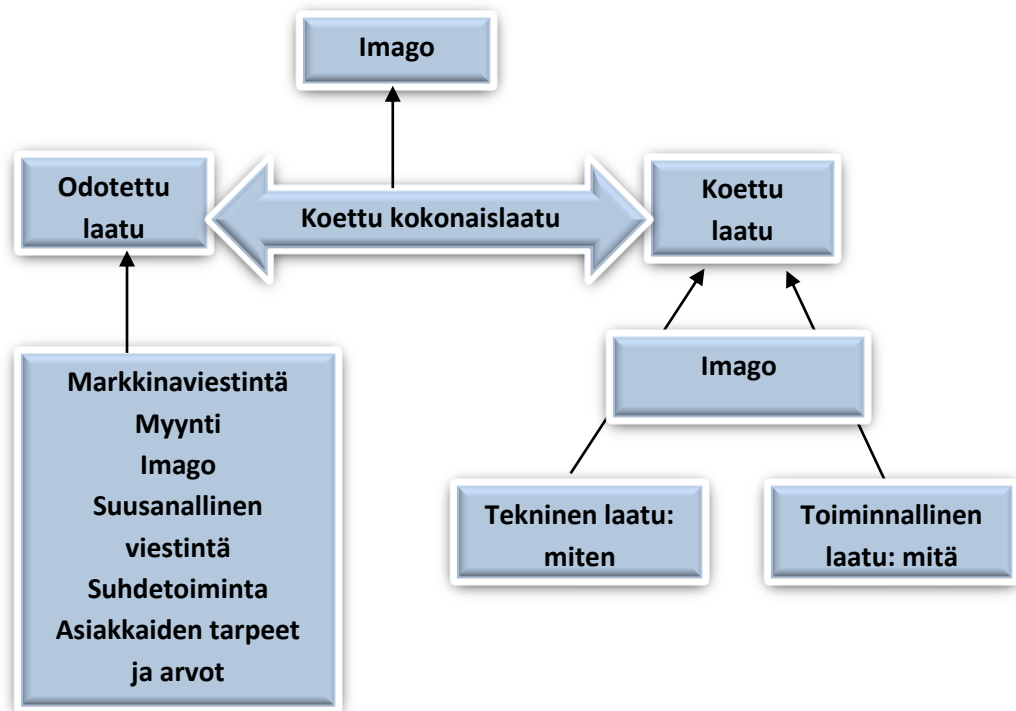 Imago
Odotettu
laatu
Koettu kokonaislaatu
Koettu
laatu
Markkinaviestintä
Myynti
Imago
Suusanallinen
viestintä
Suhdetoiminta
Asiakkaiden tarpeet
ja arvot
Imago
Tekninen laatu:
miten
Toiminnallinen
laatu: mitä